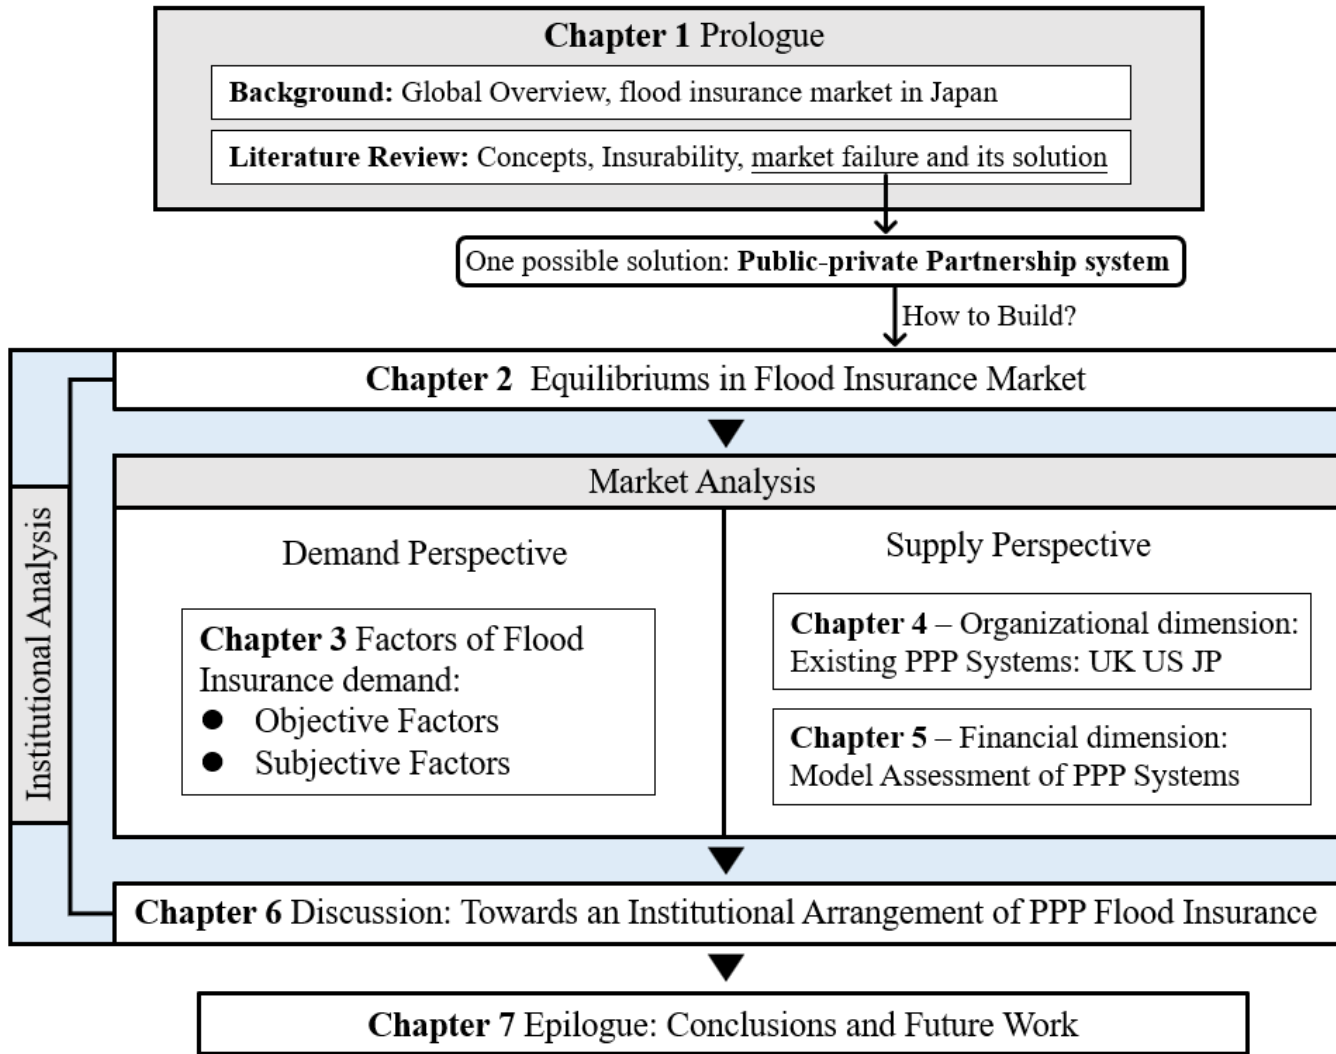 Chapter 1 Prologue
Background: Global Overview, flood insurance market in Japan
Literature Review: Concepts, Insurability, market failure and its solution
One possible solution: Public-private Partnership system
How to Build?
Chapter 2 Equilibriums in Flood Insurance Market
Institutional Analysis
Market Analysis
Demand Perspective
Chapter 3 Factors of Flood
Insurance demand:
● Objective Factors
● Subjective Factors
Supply Perspective
Chapter 4 – Organizational dimension:
Existing PPP Systems: UK US JP
Chapter 5 – Financial dimension:
Model Assessment of PPP Systems
Chapter 6 Discussion: Towards an Institutional Arrangement of PPP Flood Insurance
Chapter 7 Epilogue: Conclusions and Future Work